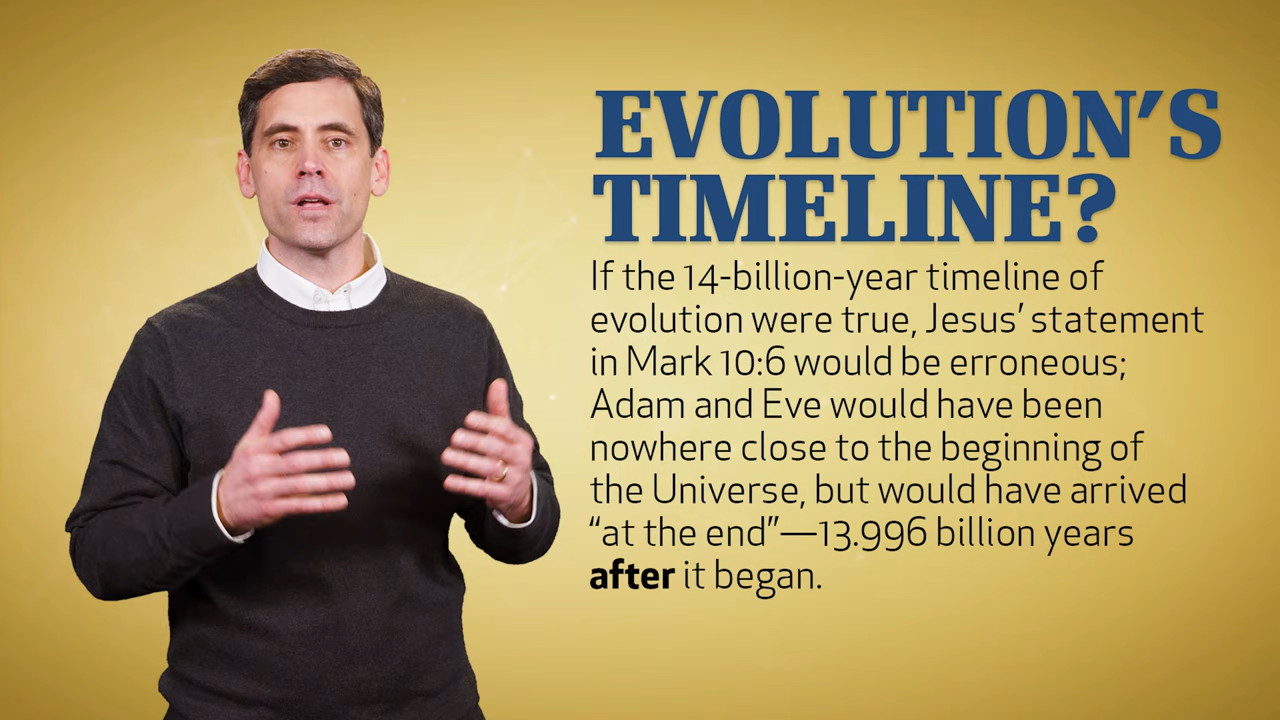 EVOLUTION’S
TIMELINE?
If the 14-billion-year timeline of
evolution were true, Jesus’ statement
in Mark 10:6 would be erroneous;
Adam and Eve would have been
nowhere close to the beginning of
the Universe, but would have arrived
“at the end”—13.996 billion years
after it began.